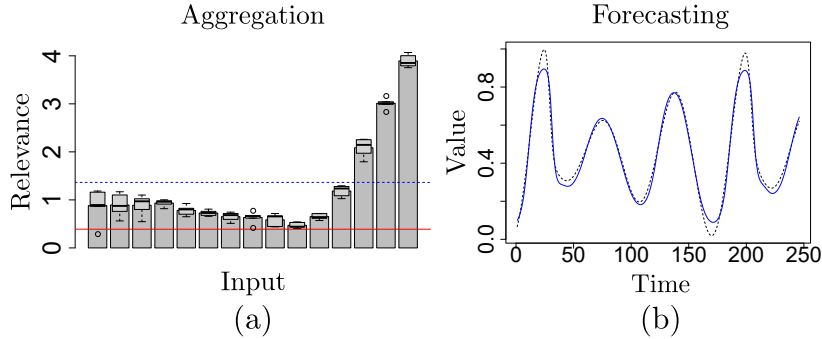 Aggregation
Relevance
0
1
2
3
4
Input
(a)
Forecasting
Value
0.0
0.4
0.8
0
50
100
150
200
250
Time
(b)